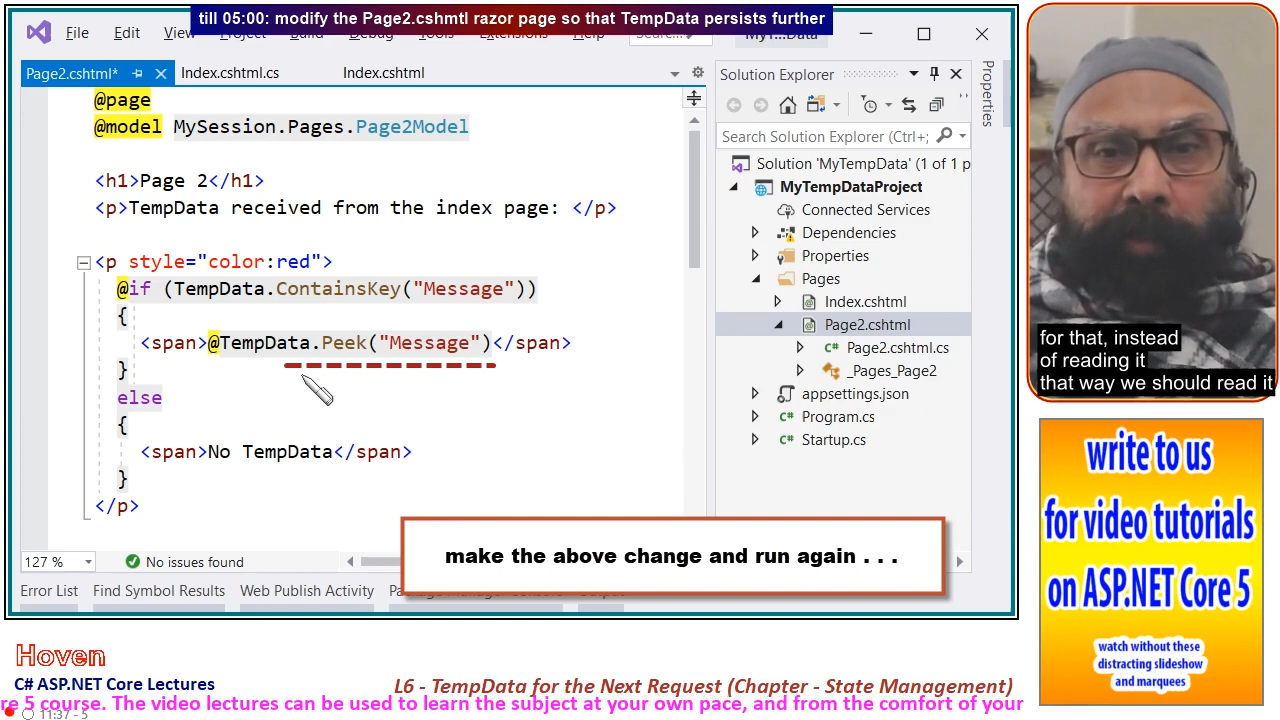 till 05:00: modify the Page2.cshmtl razor page so that TempData persists further
File Edit View
Page2.cshtml*
Index.cshtml.cs
Index.cshtml
@page
@model MySession.Pages.Page2Model
<h1>Page 2</h1>
<p>TempData received from the index page: </p>
<p style="color:red">
@if (TempData.ContainsKey("Message"))
{
<span>@TempData.Peek("Message")</span>
}
else
{
<span>No TempData</span>
}
</p>
127 %
No issues found
Error List Find Symbol Results Web Publish Activity
make the above change and run again . . .
Solution Explorer
Search Solution Explorer (Ctrl+;
Solution 'MyTempData' (1 of 1 p
MyTempDataProject
Connected Services
Dependencies
Properties
Pages
Index.cshtml
Page2.cshtml
Page2.cshtml.cs
_Pages_Page2
appsettings.json
Program.cs
Startup.cs
Properties
for that, instead
of reading it
that way we should read it
write to us
for video tutorials
on ASP.NET Core 5
watch without these
distracting slideshow
and marquees
Hoven
C# ASP.NET Core Lectures
L6 - TempData for the Next Request (Chapter - State Management)
re 5 course. The video lectures can be used to learn the subject at your own pace, and from the comfort of your
11:37 - 5